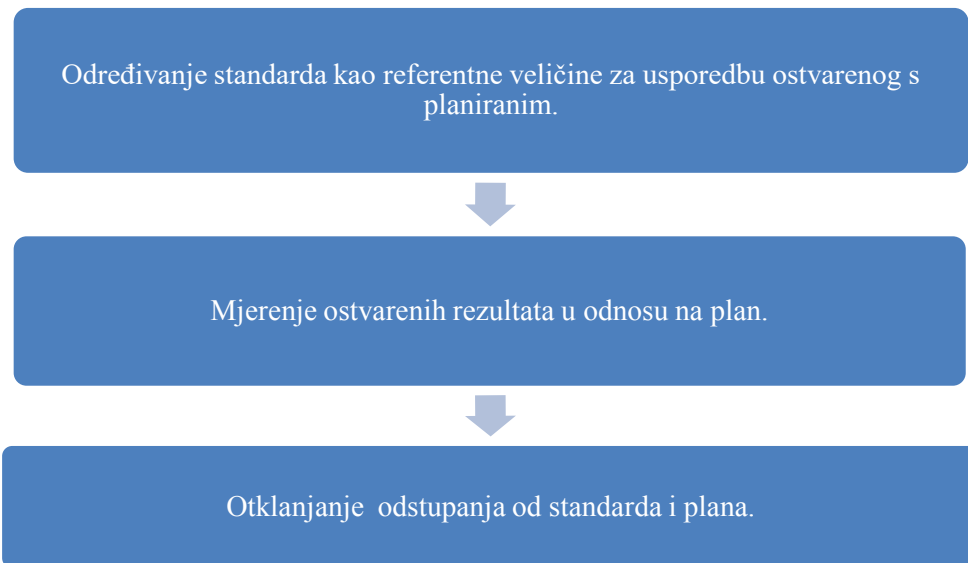 Određivanje standarda kao referentne veličine za usporedbu ostvarenog s
planiranim.
Mjerenje ostvarenih rezultata u odnosu na plan.
Otklanjanje  odstupanja od standarda i plana.